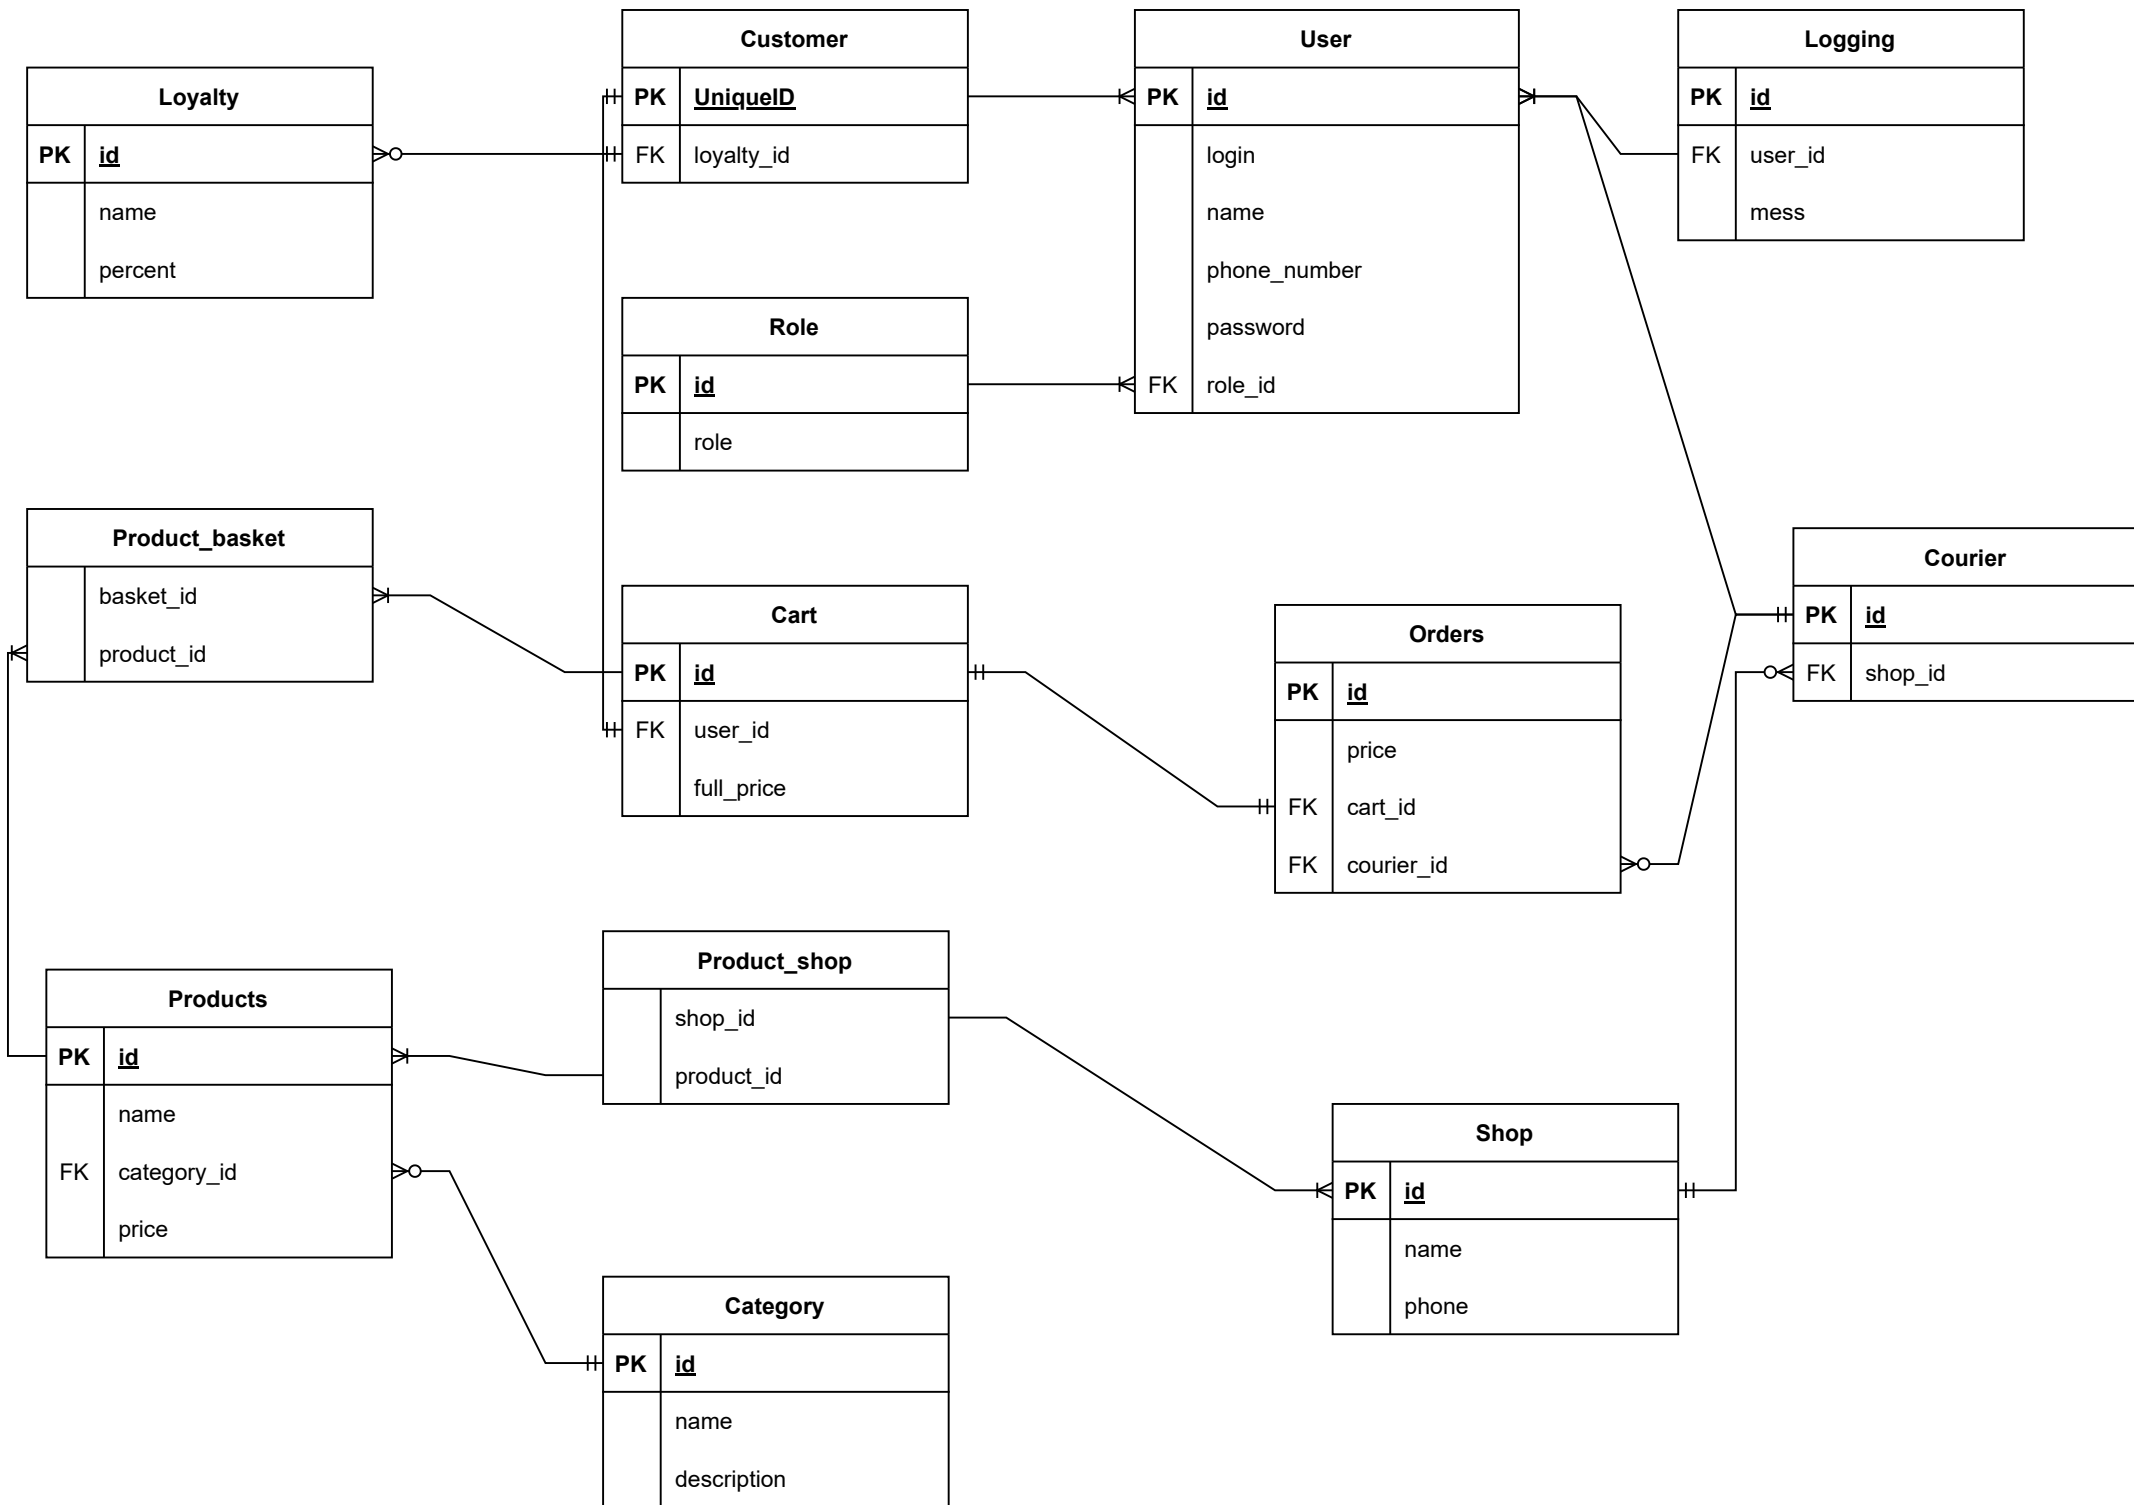 Loyalty
PK id
name
percent
Customer
PK UniqueID
FK loyalty_id
User
PK id
login
name
phone_number
password
FK role_id
Logging
PK id
FK user_id
mess
Role
PK id
role
Product_basket
basket_id
product_id
Cart
PK id
FK user_id
full_price
Orders
PK id
price
FK cart_id
FK courier_id
Courier
PK id
FK shop_id
Products
PK id
name
FK category_id
price
Product_shop
shop_id
product_id
Shop
PK id
name
phone
Category
PK id
name
description